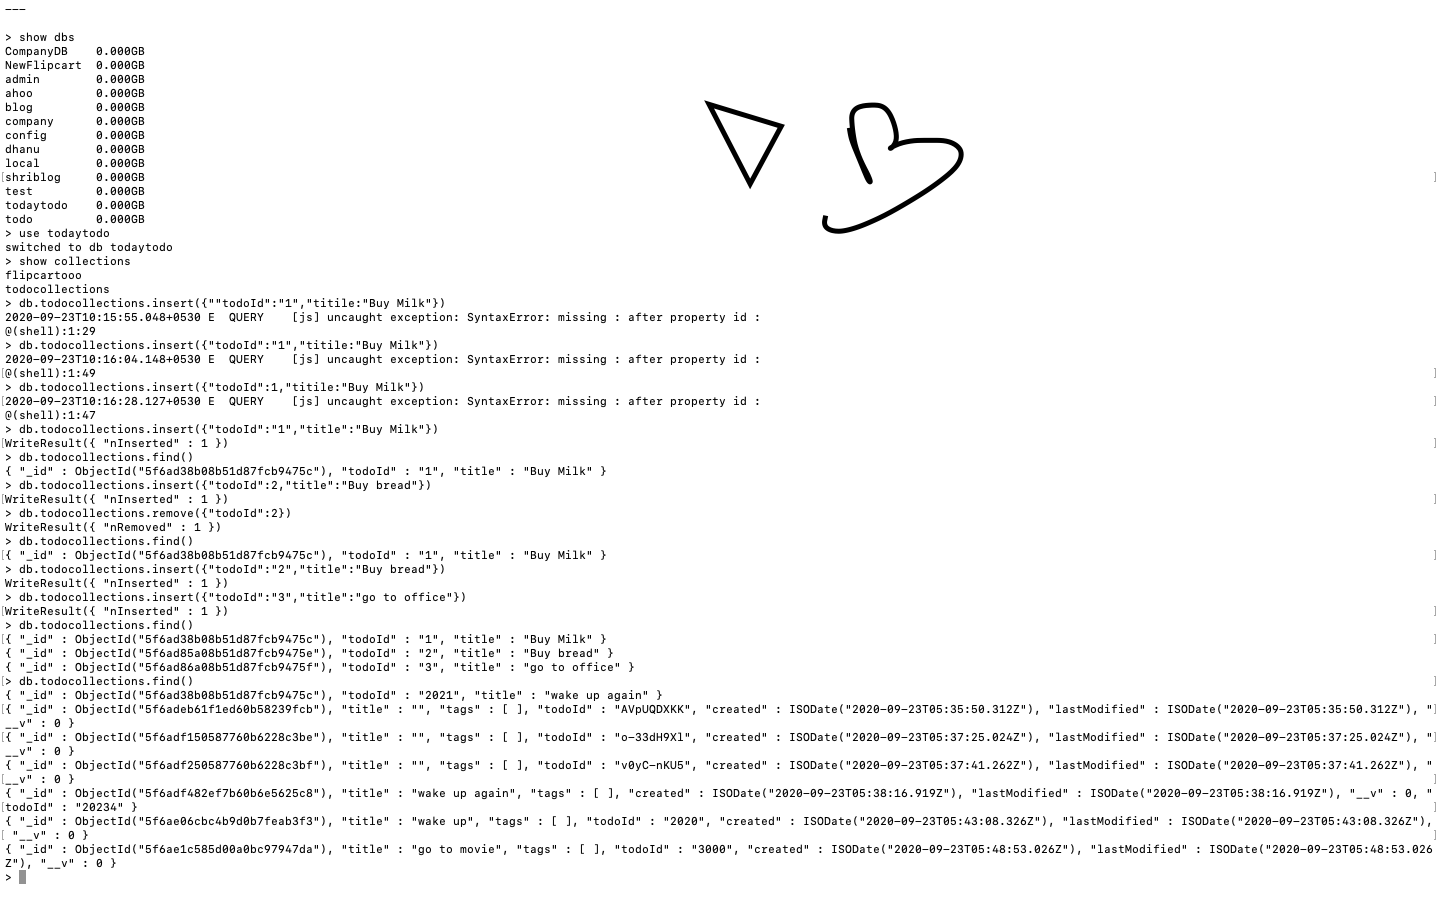 ---
> show dbs
CompanyDB    0.000GB
NewFlipcart  0.000GB
admin        0.000GB
ahoo         0.000GB
blog         0.000GB
company      0.000GB
config       0.000GB
dhanu        0.000GB
local        0.000GB
[shriblog     0.000GB ]
test         0.000GB
todaytodo    0.000GB
todo         0.000GB
> use todaytodo
switched to db todaytodo
> show collections
flipcartooo
todocollections
> db.todocollections.insert({""todoId":"1","titile:"Buy Milk"})
2020-09-23T10:15:55.048+0530 E  QUERY    [js] uncaught exception: SyntaxError: missing : after property id :
@(shell):1:29
> db.todocollections.insert({"todoId":"1","titile:"Buy Milk"})
2020-09-23T10:16:04.148+0530 E  QUERY    [js] uncaught exception: SyntaxError: missing : after property id :
[@(shell):1:49 ]
> db.todocollections.insert({"todoId":1,"titile:"Buy Milk"})
[2020-09-23T10:16:28.127+0530 E  QUERY    [js] uncaught exception: SyntaxError: missing : after property id : ]
@(shell):1:47
> db.todocollections.insert({"todoId":"1","title":"Buy Milk"})
[WriteResult({ "nInserted" : 1 }) ]
> db.todocollections.find()
{ "_id" : ObjectId("5f6ad38b08b51d87fcb9475c"), "todoId" : "1", "title" : "Buy Milk" }
> db.todocollections.insert({"todoId":2,"title":"Buy bread"})
[WriteResult({ "nInserted" : 1 }) ]
> db.todocollections.remove({"todoId":2})
WriteResult({ "nRemoved" : 1 })
> db.todocollections.find()
[{ "_id" : ObjectId("5f6ad38b08b51d87fcb9475c"), "todoId" : "1", "title" : "Buy Milk" } ]
> db.todocollections.insert({"todoId":"2","title":"Buy bread"})
WriteResult({ "nInserted" : 1 })
> db.todocollections.insert({"todoId":"3","title":"go to office"})
[WriteResult({ "nInserted" : 1 }) ]
> db.todocollections.find()
[{ "_id" : ObjectId("5f6ad38b08b51d87fcb9475c"), "todoId" : "1", "title" : "Buy Milk" } ]
{ "_id" : ObjectId("5f6ad85a08b51d87fcb9475e"), "todoId" : "2", "title" : "Buy bread" }
{ "_id" : ObjectId("5f6ad86a08b51d87fcb9475f"), "todoId" : "3", "title" : "go to office" }
[> db.todocollections.find() ]
{ "_id" : ObjectId("5f6ad38b08b51d87fcb9475c"), "todoId" : "2021", "title" : "wake up again" }
[{ "_id" : ObjectId("5f6adeb61f1ed60b58239fcb"), "title" : "", "tags" : [ ], "todoId" : "AVpUQDXKK", "created" : ISODate("2020-09-23T05:35:50.312Z"), "lastModified" : ISODate("2020-09-23T05:35:50.312Z"), "]
__v" : 0 }
[{ "_id" : ObjectId("5f6adf150587760b6228c3be"), "title" : "", "tags" : [ ], "todoId" : "o-33dH9Xl", "created" : ISODate("2020-09-23T05:37:25.024Z"), "lastModified" : ISODate("2020-09-23T05:37:25.024Z"), "]
__v" : 0 }
{ "_id" : ObjectId("5f6adf250587760b6228c3bf"), "title" : "", "tags" : [ ], "todoId" : "v0yC-nKU5", "created" : ISODate("2020-09-23T05:37:41.262Z"), "lastModified" : ISODate("2020-09-23T05:37:41.262Z"), "
[__v" : 0 } ]
{ "_id" : ObjectId("5f6adf482ef7b60b6e5625c8"), "title" : "wake up again", "tags" : [ ], "created" : ISODate("2020-09-23T05:38:16.919Z"), "lastModified" : ISODate("2020-09-23T05:38:16.919Z"), "__v" : 0, "
[todoId" : "20234" } ]
{ "_id" : ObjectId("5f6ae06cbc4b9d0b7feab3f3"), "title" : "wake up", "tags" : [ ], "todoId" : "2020", "created" : ISODate("2020-09-23T05:43:08.326Z"), "lastModified" : ISODate("2020-09-23T05:43:08.326Z"),
[ "__v" : 0 } ]
{ "_id" : ObjectId("5f6ae1c585d00a0bc97947da"), "title" : "go to movie", "tags" : [ ], "todoId" : "3000", "created" : ISODate("2020-09-23T05:48:53.026Z"), "lastModified" : ISODate("2020-09-23T05:48:53.026
Z"), "__v" : 0 }
>